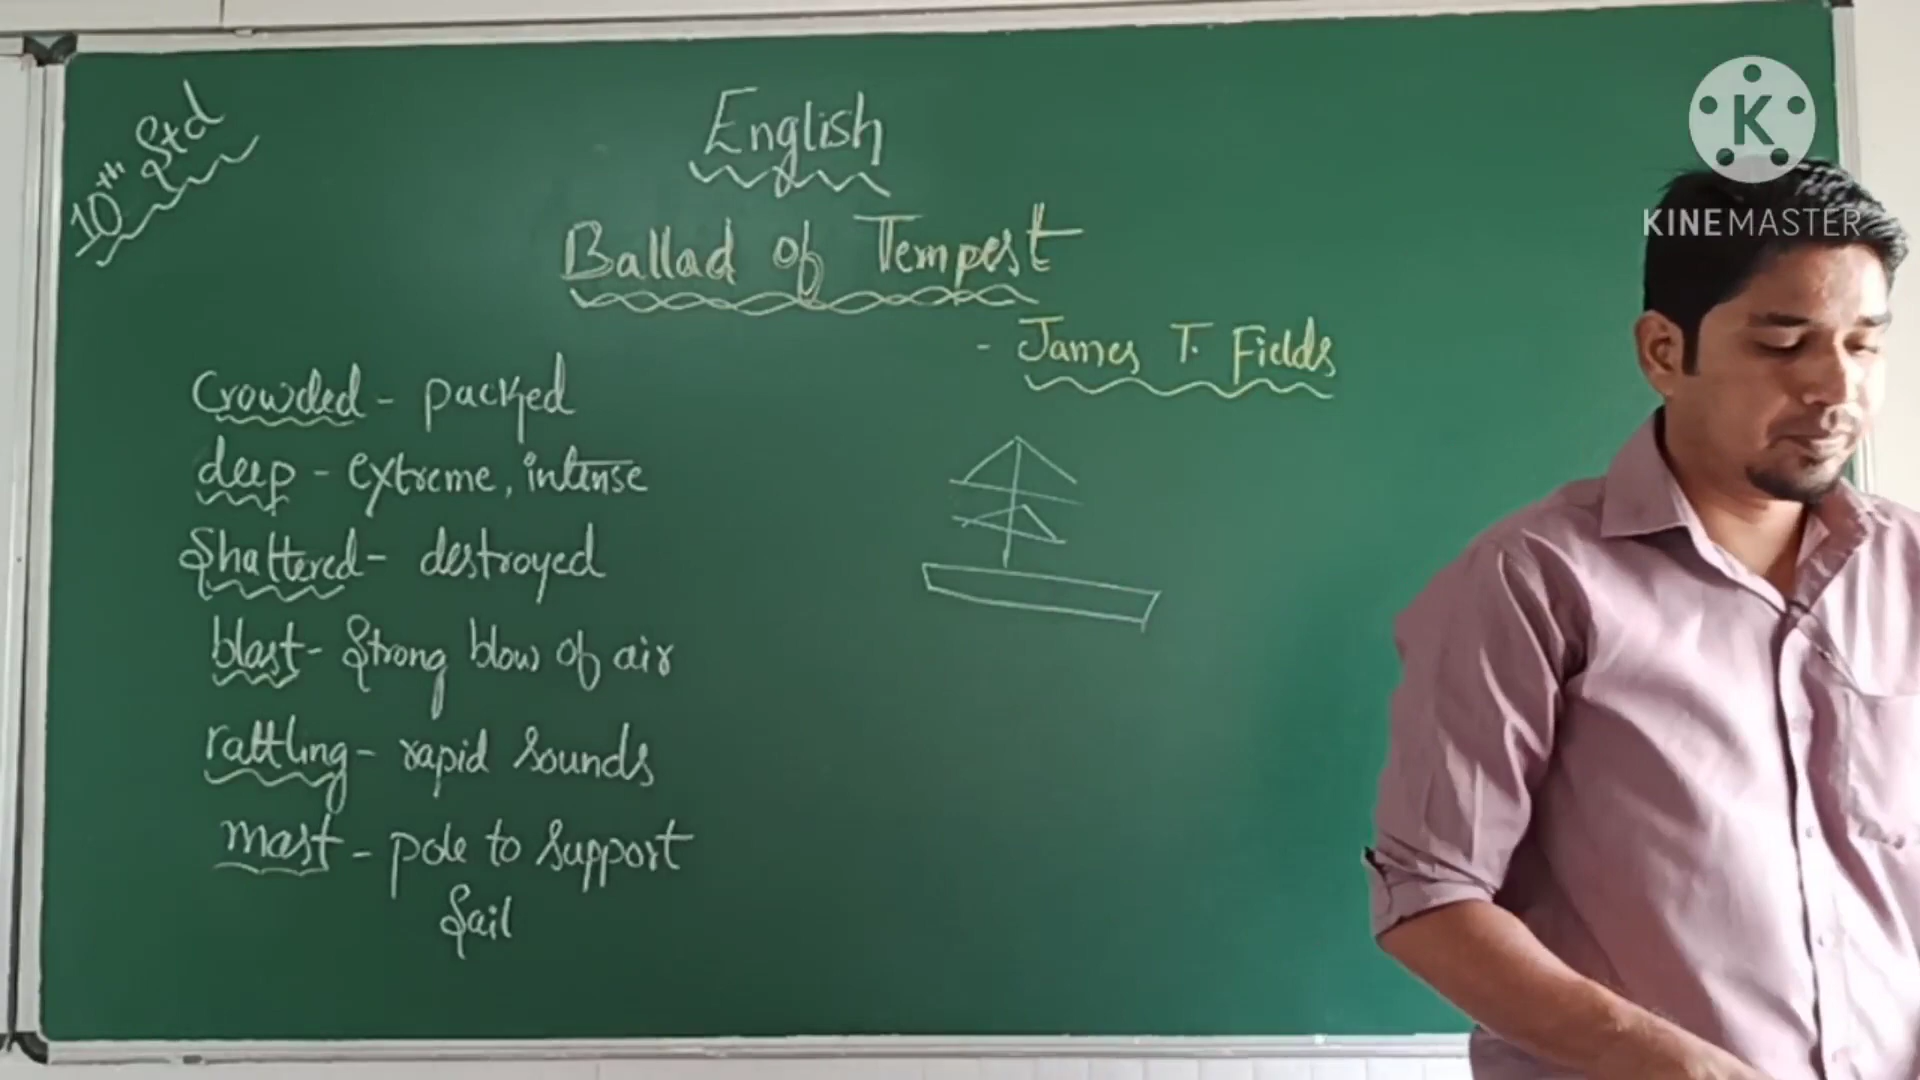 10th Std
English
Ballad of Tempest
- James T. Fields
Crowded - packed
deep - extreme, intense
Shattered - destroyed
blast - Strong blow of air
rattling - rapid sounds
mast - pole to support
sail
K
KINEMASTER